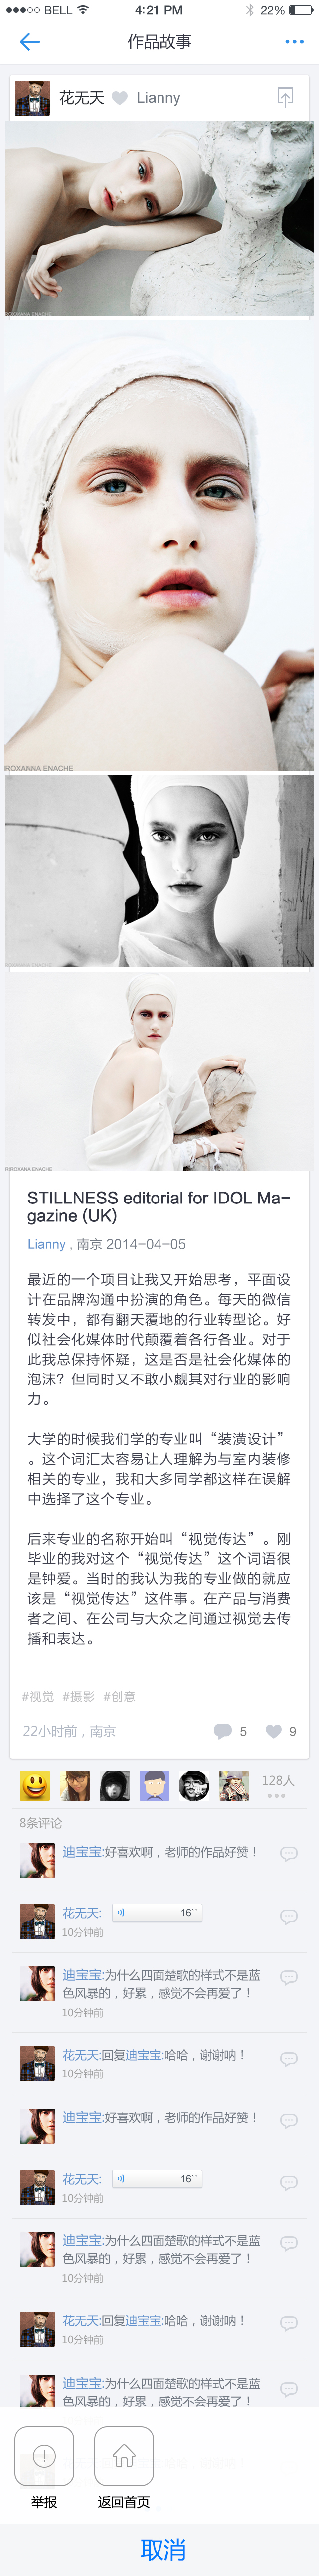 BELL 4:21 PM 22%
作品故事
花无天 Lianny
ROXANNA ENACHE
ROXANNA ENACHE
ROXANNA ENACHE
ROXANNA ENACHE
STILLNESS editorial for IDOL Ma-
gazine (UK)
Lianny , 南京 2014-04-05
最近的一个项目让我又开始思考，平面设
计在品牌沟通中扮演的角色。每天的微信
转发中，都有翻天覆地的行业转型论。好
似社会化媒体时代颠覆着各行各业。对于
此我总保持怀疑，这是否是社会化媒体的
泡沫？但同时又不敢小觑其对行业的影响
力。
大学的时候我们学的专业叫“装潢设计”
。这个词汇太容易让人理解为与室内装修
相关的专业，我和大多同学都这样在误解
中选择了这个专业。
后来专业的名称开始叫“视觉传达”。刚
毕业的我对这个“视觉传达”这个词语很
是钟爱。当时的我认为我的专业做的就应
该是“视觉传达”这件事。在产品与消费
者之间、在公司与大众之间通过视觉去传
播和表达。
#视觉 #摄影 #创意
22小时前，南京 5 9
128人
8条评论
迪宝宝:好喜欢啊，老师的作品好赞！
花无天: 16``
10分钟前
迪宝宝:为什么四面楚歌的样式不是蓝
色风暴的，好累，感觉不会再爱了！
10分钟前
花无天:回复迪宝宝:哈哈，谢谢呐！
10分钟前
迪宝宝:好喜欢啊，老师的作品好赞！
花无天: 16``
10分钟前
迪宝宝:为什么四面楚歌的样式不是蓝
色风暴的，好累，感觉不会再爱了！
10分钟前
花无天:回复迪宝宝:哈哈，谢谢呐！
10分钟前
迪宝宝:为什么四面楚歌的样式不是蓝
色风暴的，好累，感觉不会再爱了！
举报 返回首页
取消